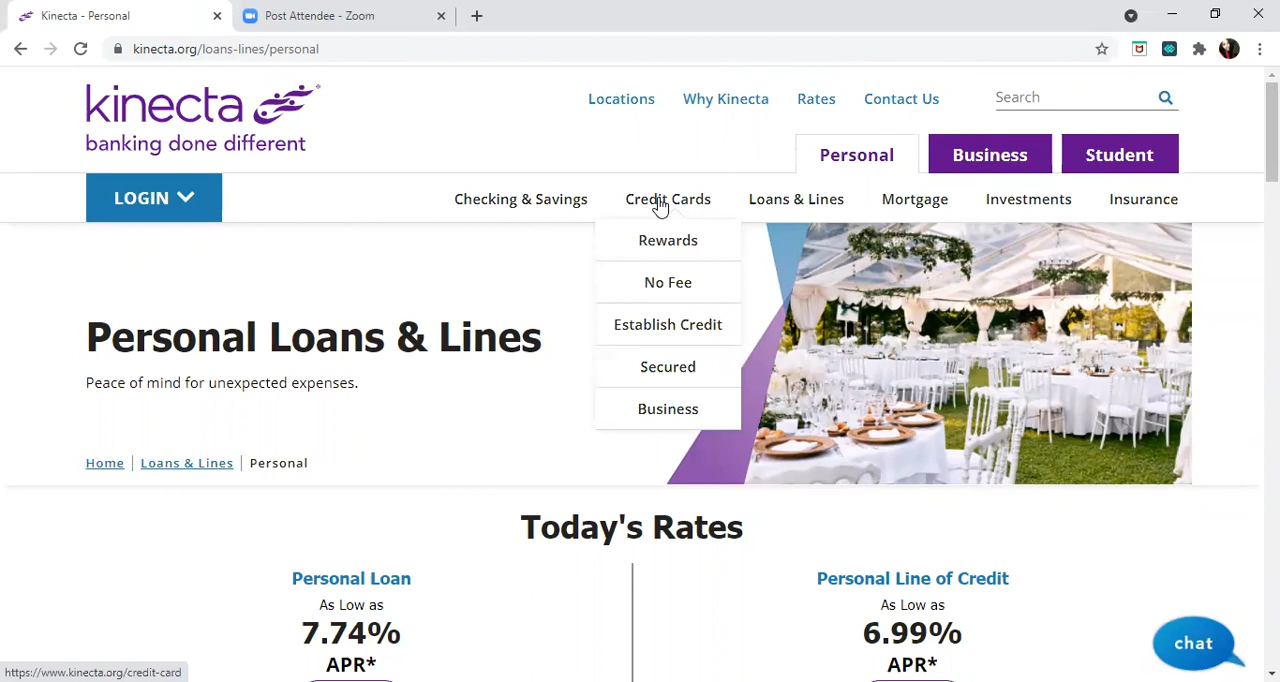 Kinecta - Personal
Post Attendee - Zoom
kinecta.org/loans-lines/personal
kinecta
banking done different
Locations
Why Kinecta
Rates
Contact Us
Search
Personal
Business
Student
LOGIN
Checking & Savings
Credit Cards
Loans & Lines
Mortgage
Investments
Insurance
Rewards
No Fee
Establish Credit
Secured
Business
Personal Loans & Lines
Peace of mind for unexpected expenses.
Home
Loans & Lines
Personal
Today's Rates
Personal Loan
As Low as
7.74%
APR*
Personal Line of Credit
As Low as
6.99%
APR*
chat
https://www.kinecta.org/credit-card